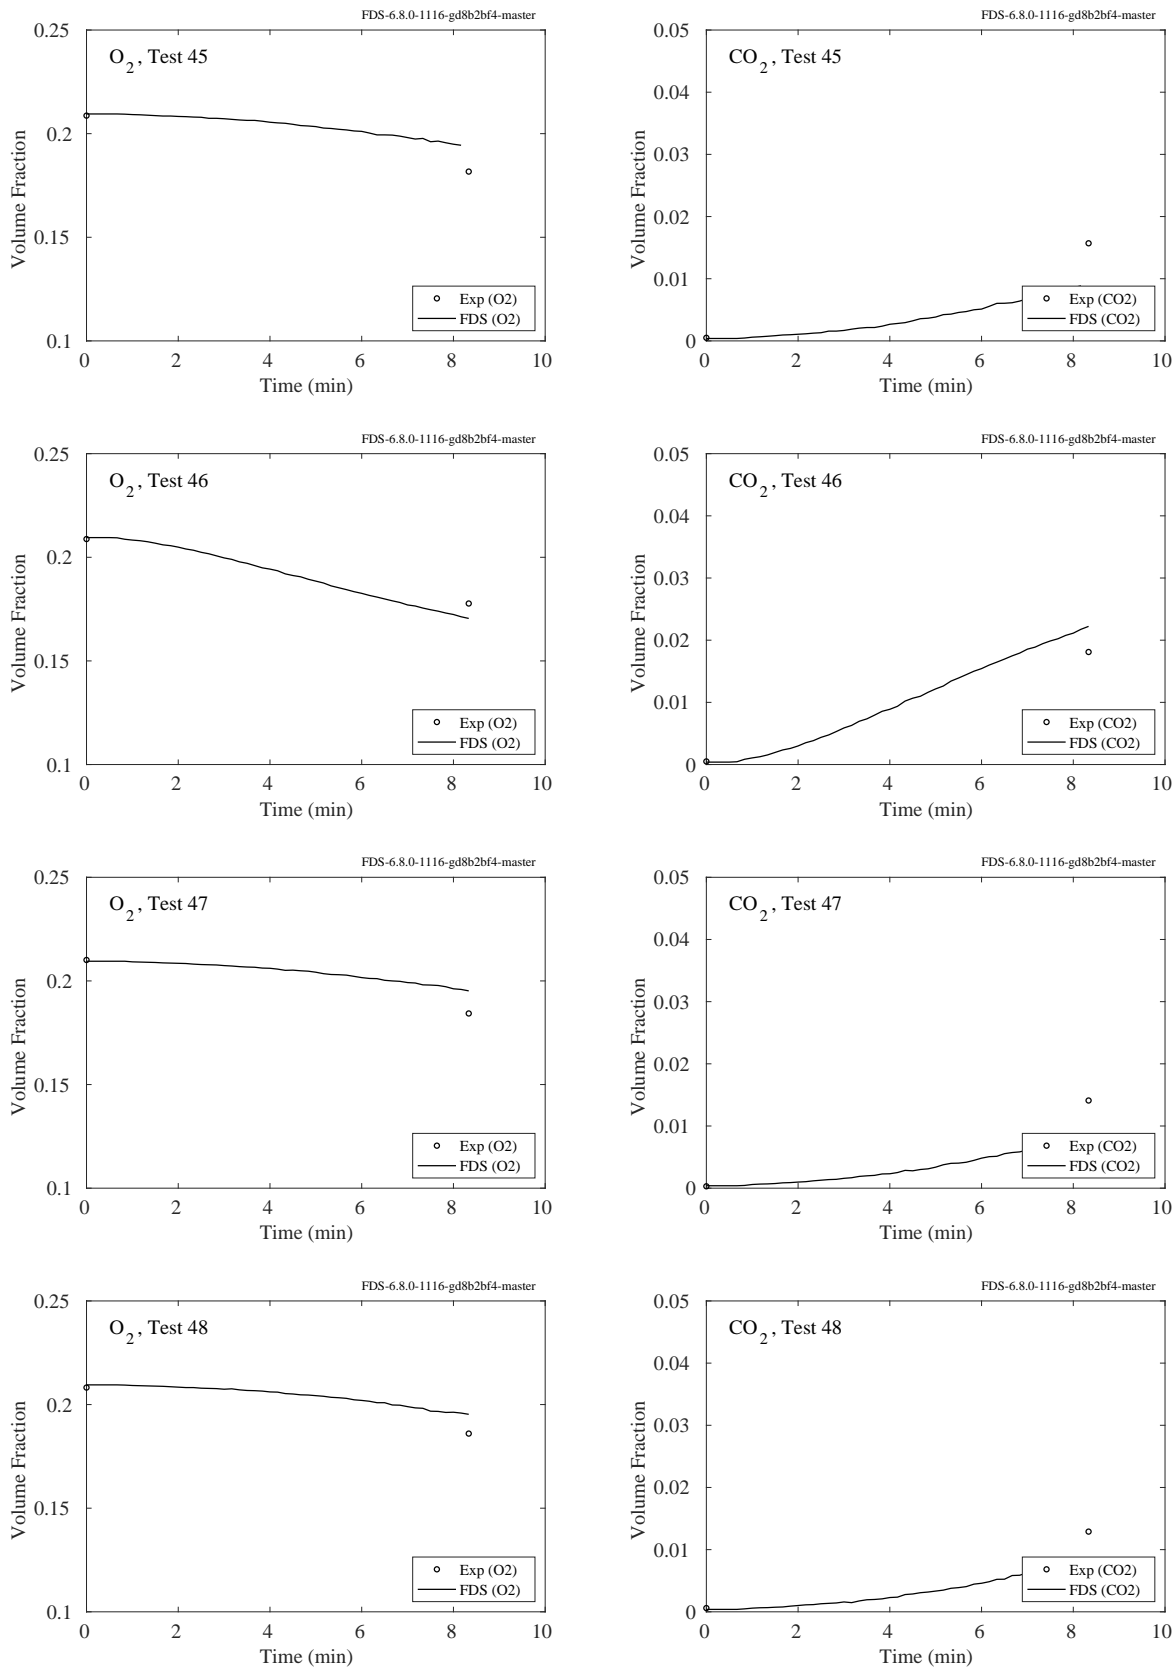 FDS-6.8.0-1116-gd8b2bf4-master
O2, Test 45
0.25
0.2
0.15
0.1
Volume Fraction
Exp (O2)
FDS (O2)
0 2 4 6 8 10
Time (min)
FDS-6.8.0-1116-gd8b2bf4-master
CO2, Test 45
0.05
0.04
0.03
0.02
0.01
0
Volume Fraction
Exp (CO2)
FDS (CO2)
0 2 4 6 8 10
Time (min)
FDS-6.8.0-1116-gd8b2bf4-master
O2, Test 46
0.25
0.2
0.15
0.1
Volume Fraction
Exp (O2)
FDS (O2)
0 2 4 6 8 10
Time (min)
FDS-6.8.0-1116-gd8b2bf4-master
CO2, Test 46
0.05
0.04
0.03
0.02
0.01
0
Volume Fraction
Exp (CO2)
FDS (CO2)
0 2 4 6 8 10
Time (min)
FDS-6.8.0-1116-gd8b2bf4-master
O2, Test 47
0.25
0.2
0.15
0.1
Volume Fraction
Exp (O2)
FDS (O2)
0 2 4 6 8 10
Time (min)
FDS-6.8.0-1116-gd8b2bf4-master
CO2, Test 47
0.05
0.04
0.03
0.02
0.01
0
Volume Fraction
Exp (CO2)
FDS (CO2)
0 2 4 6 8 10
Time (min)
FDS-6.8.0-1116-gd8b2bf4-master
O2, Test 48
0.25
0.2
0.15
0.1
Volume Fraction
Exp (O2)
FDS (O2)
0 2 4 6 8 10
Time (min)
FDS-6.8.0-1116-gd8b2bf4-master
CO2, Test 48
0.05
0.04
0.03
0.02
0.01
0
Volume Fraction
Exp (CO2)
FDS (CO2)
0 2 4 6 8 10
Time (min)